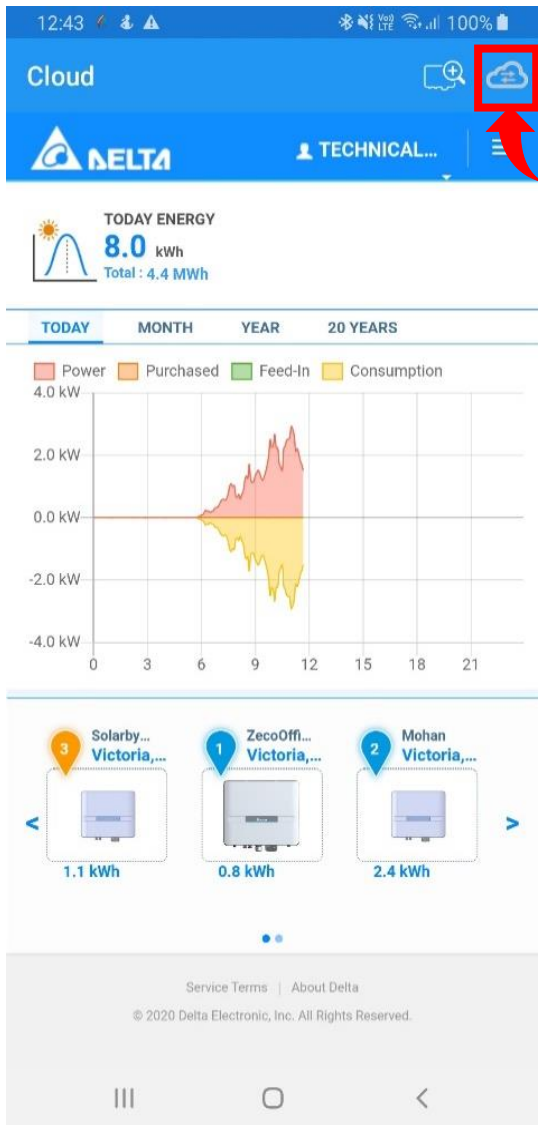 12:43 Vo) LTE 100%
Cloud
DELTA TECHNICAL...
TODAY ENERGY
8.0 kWh
Total : 4.4 MWh
TODAY MONTH YEAR 20 YEARS
Power Purchased Feed-In Consumption
4.0 kW
2.0 kW
0.0 kW
-2.0 kW
-4.0 kW
0 3 6 9 12 15 18 21
3 Solarby... 1 ZecoOffi... 2 Mohan
Victoria,... Victoria,... Victoria,...
< >
1.1 kWh 0.8 kWh 2.4 kWh
Service Terms | About Delta
© 2020 Delta Electronic, Inc. All Rights Reserved.